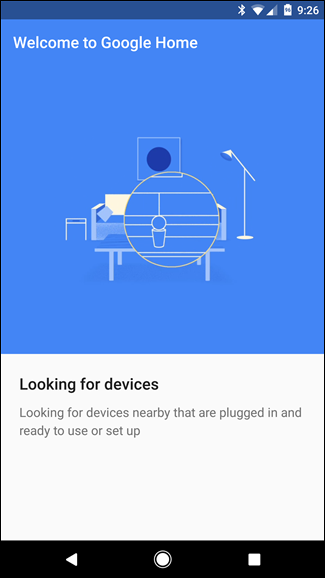 9:26
Welcome to Google Home
Looking for devices
Looking for devices nearby that are plugged in and
ready to use or set up